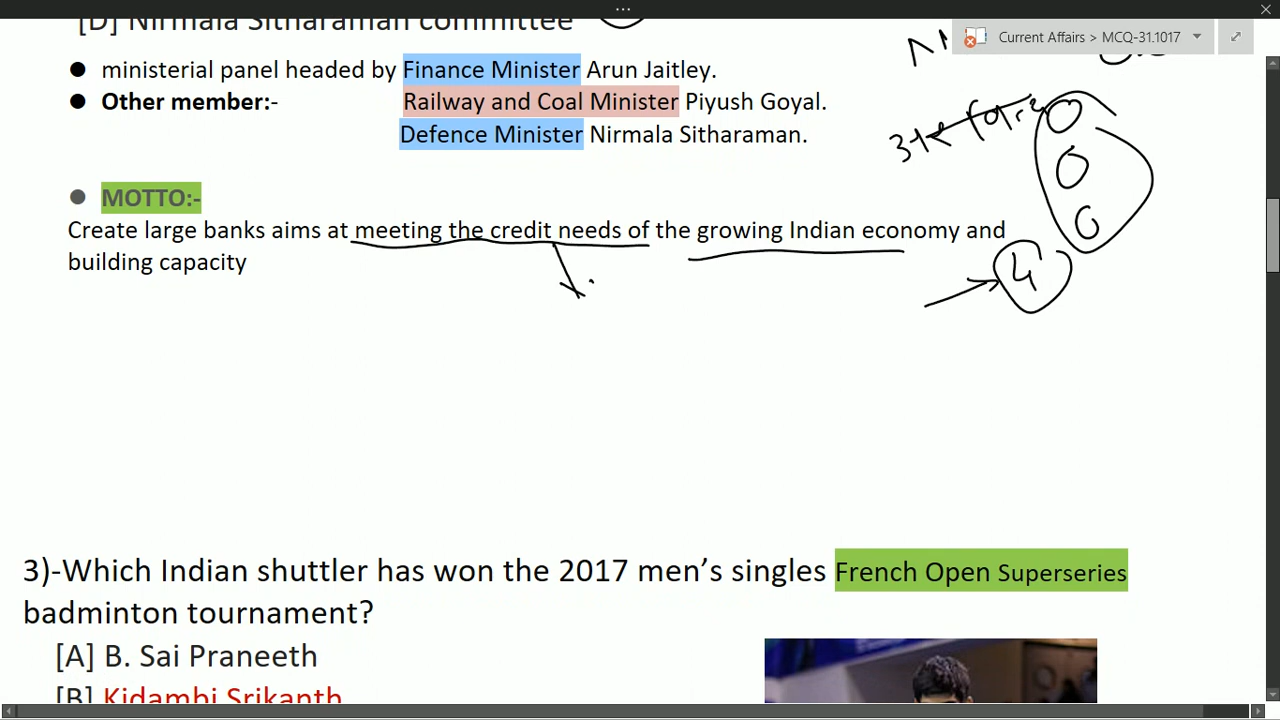 [D] Nirmala Sitharaman committee
Current Affairs > MCQ-31.1017
● ministerial panel headed by Finance Minister Arun Jaitley.
● Other member:- Railway and Coal Minister Piyush Goyal.
Defence Minister Nirmala Sitharaman.
● MOTTO:-
Create large banks aims at meeting the credit needs of the growing Indian economy and
building capacity
4
3)-Which Indian shuttler has won the 2017 men’s singles French Open Superseries
badminton tournament?
[A] B. Sai Praneeth
[B] Kidambi Srikanth